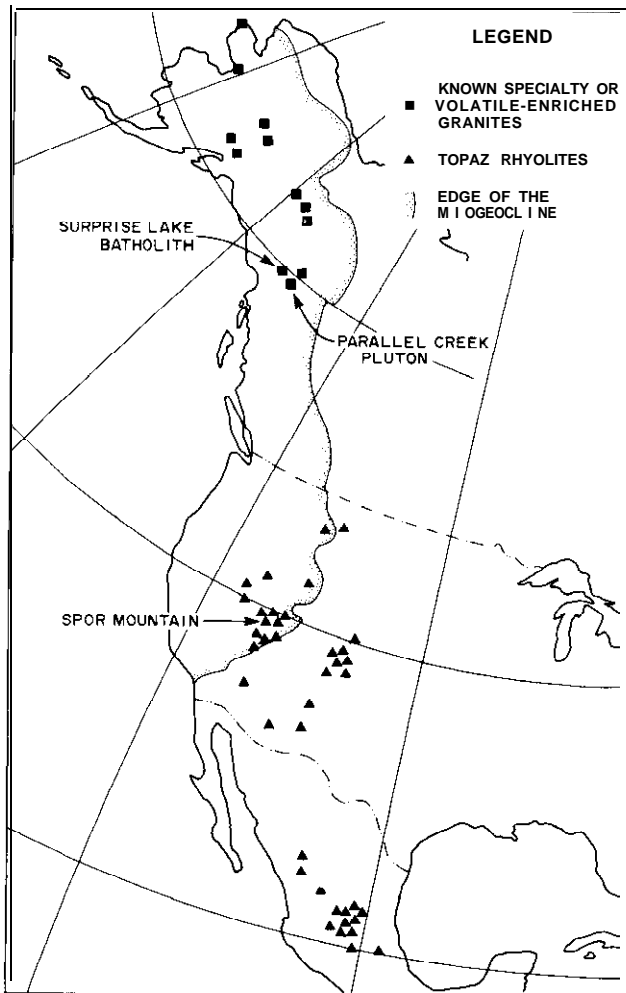 LEGEND
KNOWN SPECIALTY OR
VOLATILE-ENRICHED
GRANITES
TOPAZ RHYOLITES
EDGE OF THE
M I OGEOCL I NE
SURPRISE LAKE
BATHOLITH
PARALLEL CREEK
PLUTON
SPOR MOUNTAIN